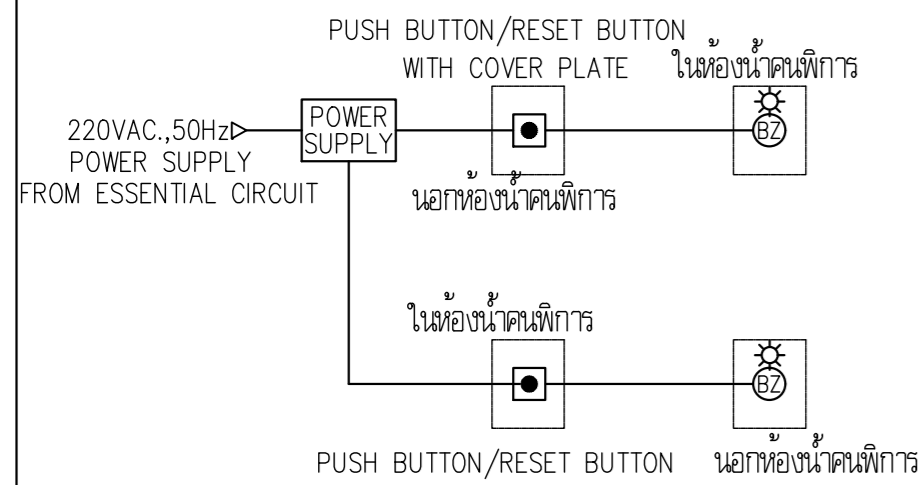 PUSH BUTTON/RESET BUTTON
WITH COVER PLATE
ในห้องน้ำคนพิการ
220VAC.,50Hz
POWER SUPPLY
FROM ESSENTIAL CIRCUIT
POWER
SUPPLY
BZ
นอกห้องน้ำคนพิการ
ในห้องน้ำคนพิการ
BZ
PUSH BUTTON/RESET BUTTON
นอกห้องน้ำคนพิการ